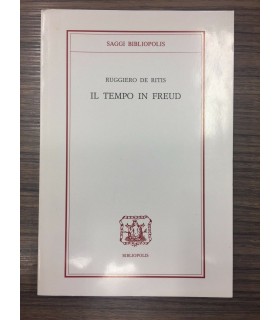 SAGGI BIBLIOPOLIS
RUGGIERO DE RITIS
IL TEMPO IN FREUD
BIBLIOPOLIS